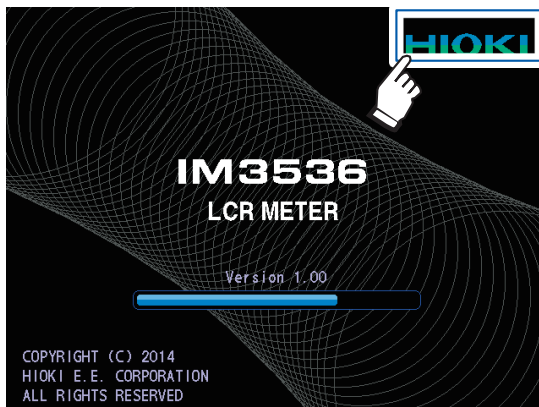 HIOKI
IM3536
LCR METER
Version 1.00
COPYRIGHT (C) 2014
HIOKI E.E. CORPORATION
ALL RIGHTS RESERVED